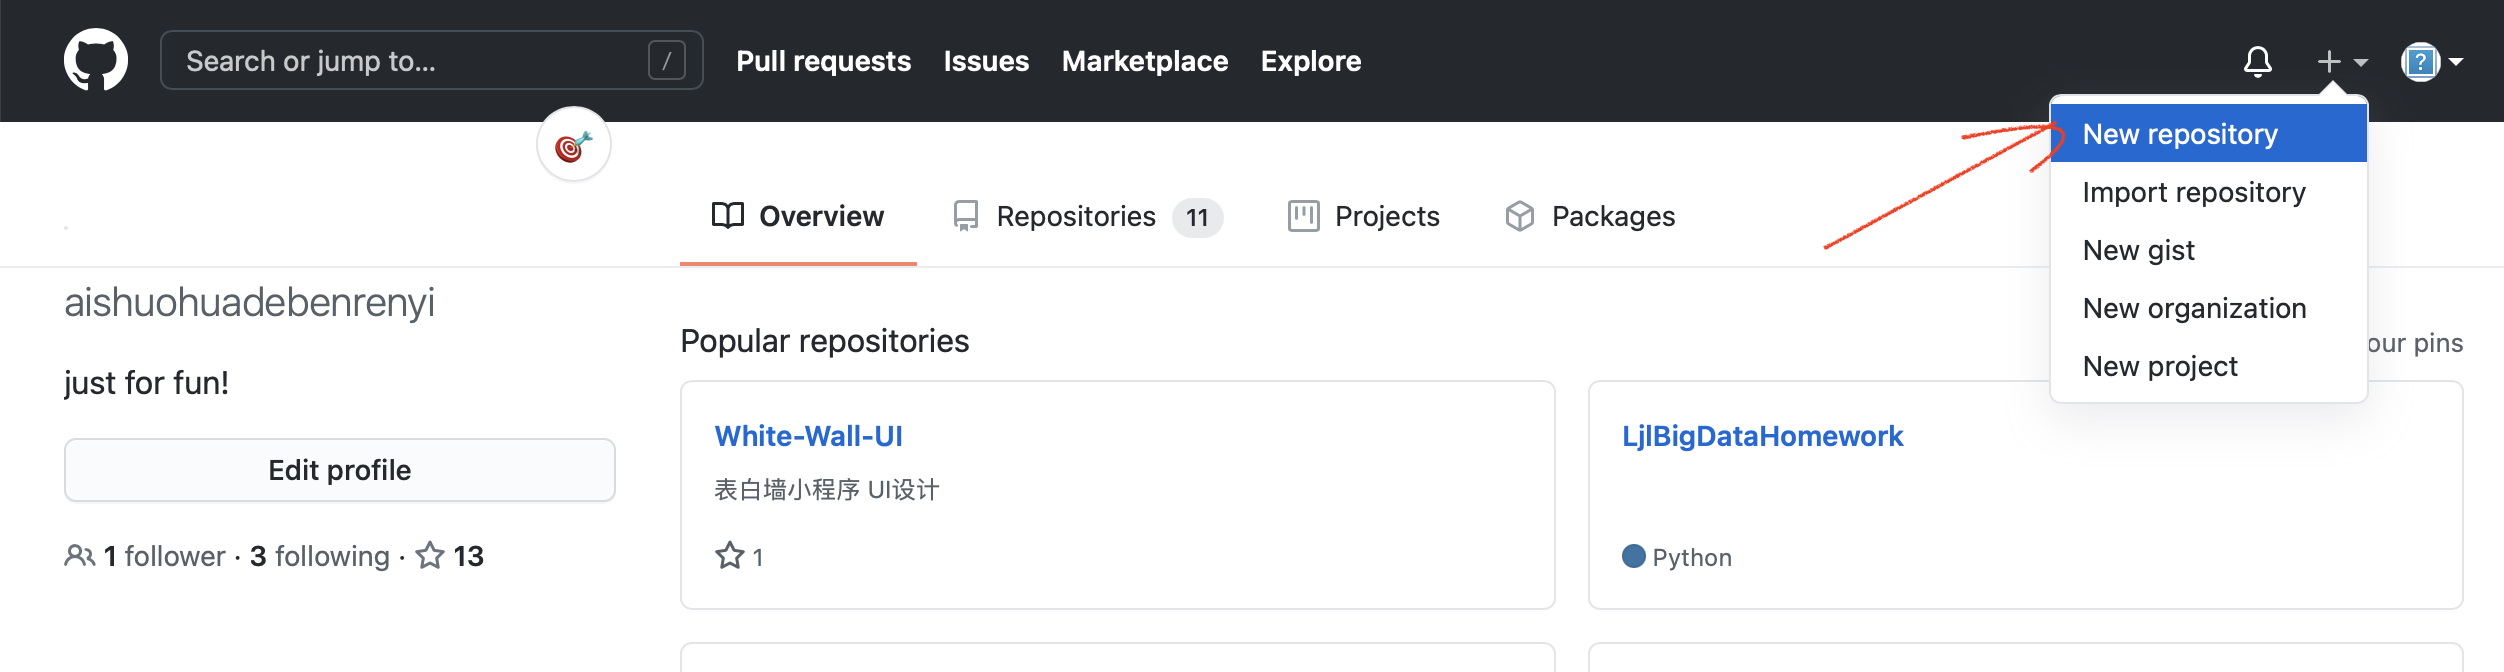 Search or jump to... /
Pull requests Issues Marketplace Explore
New repository
Import repository
New gist
New organization
New project
Overview Repositories 11 Projects Packages
aishuohuadebenrenyi
just for fun!
Edit profile
1 follower · 3 following · 13
Popular repositories
our pins
White-Wall-UI
表白墙小程序 UI设计
1
LjlBigDataHomework
Python